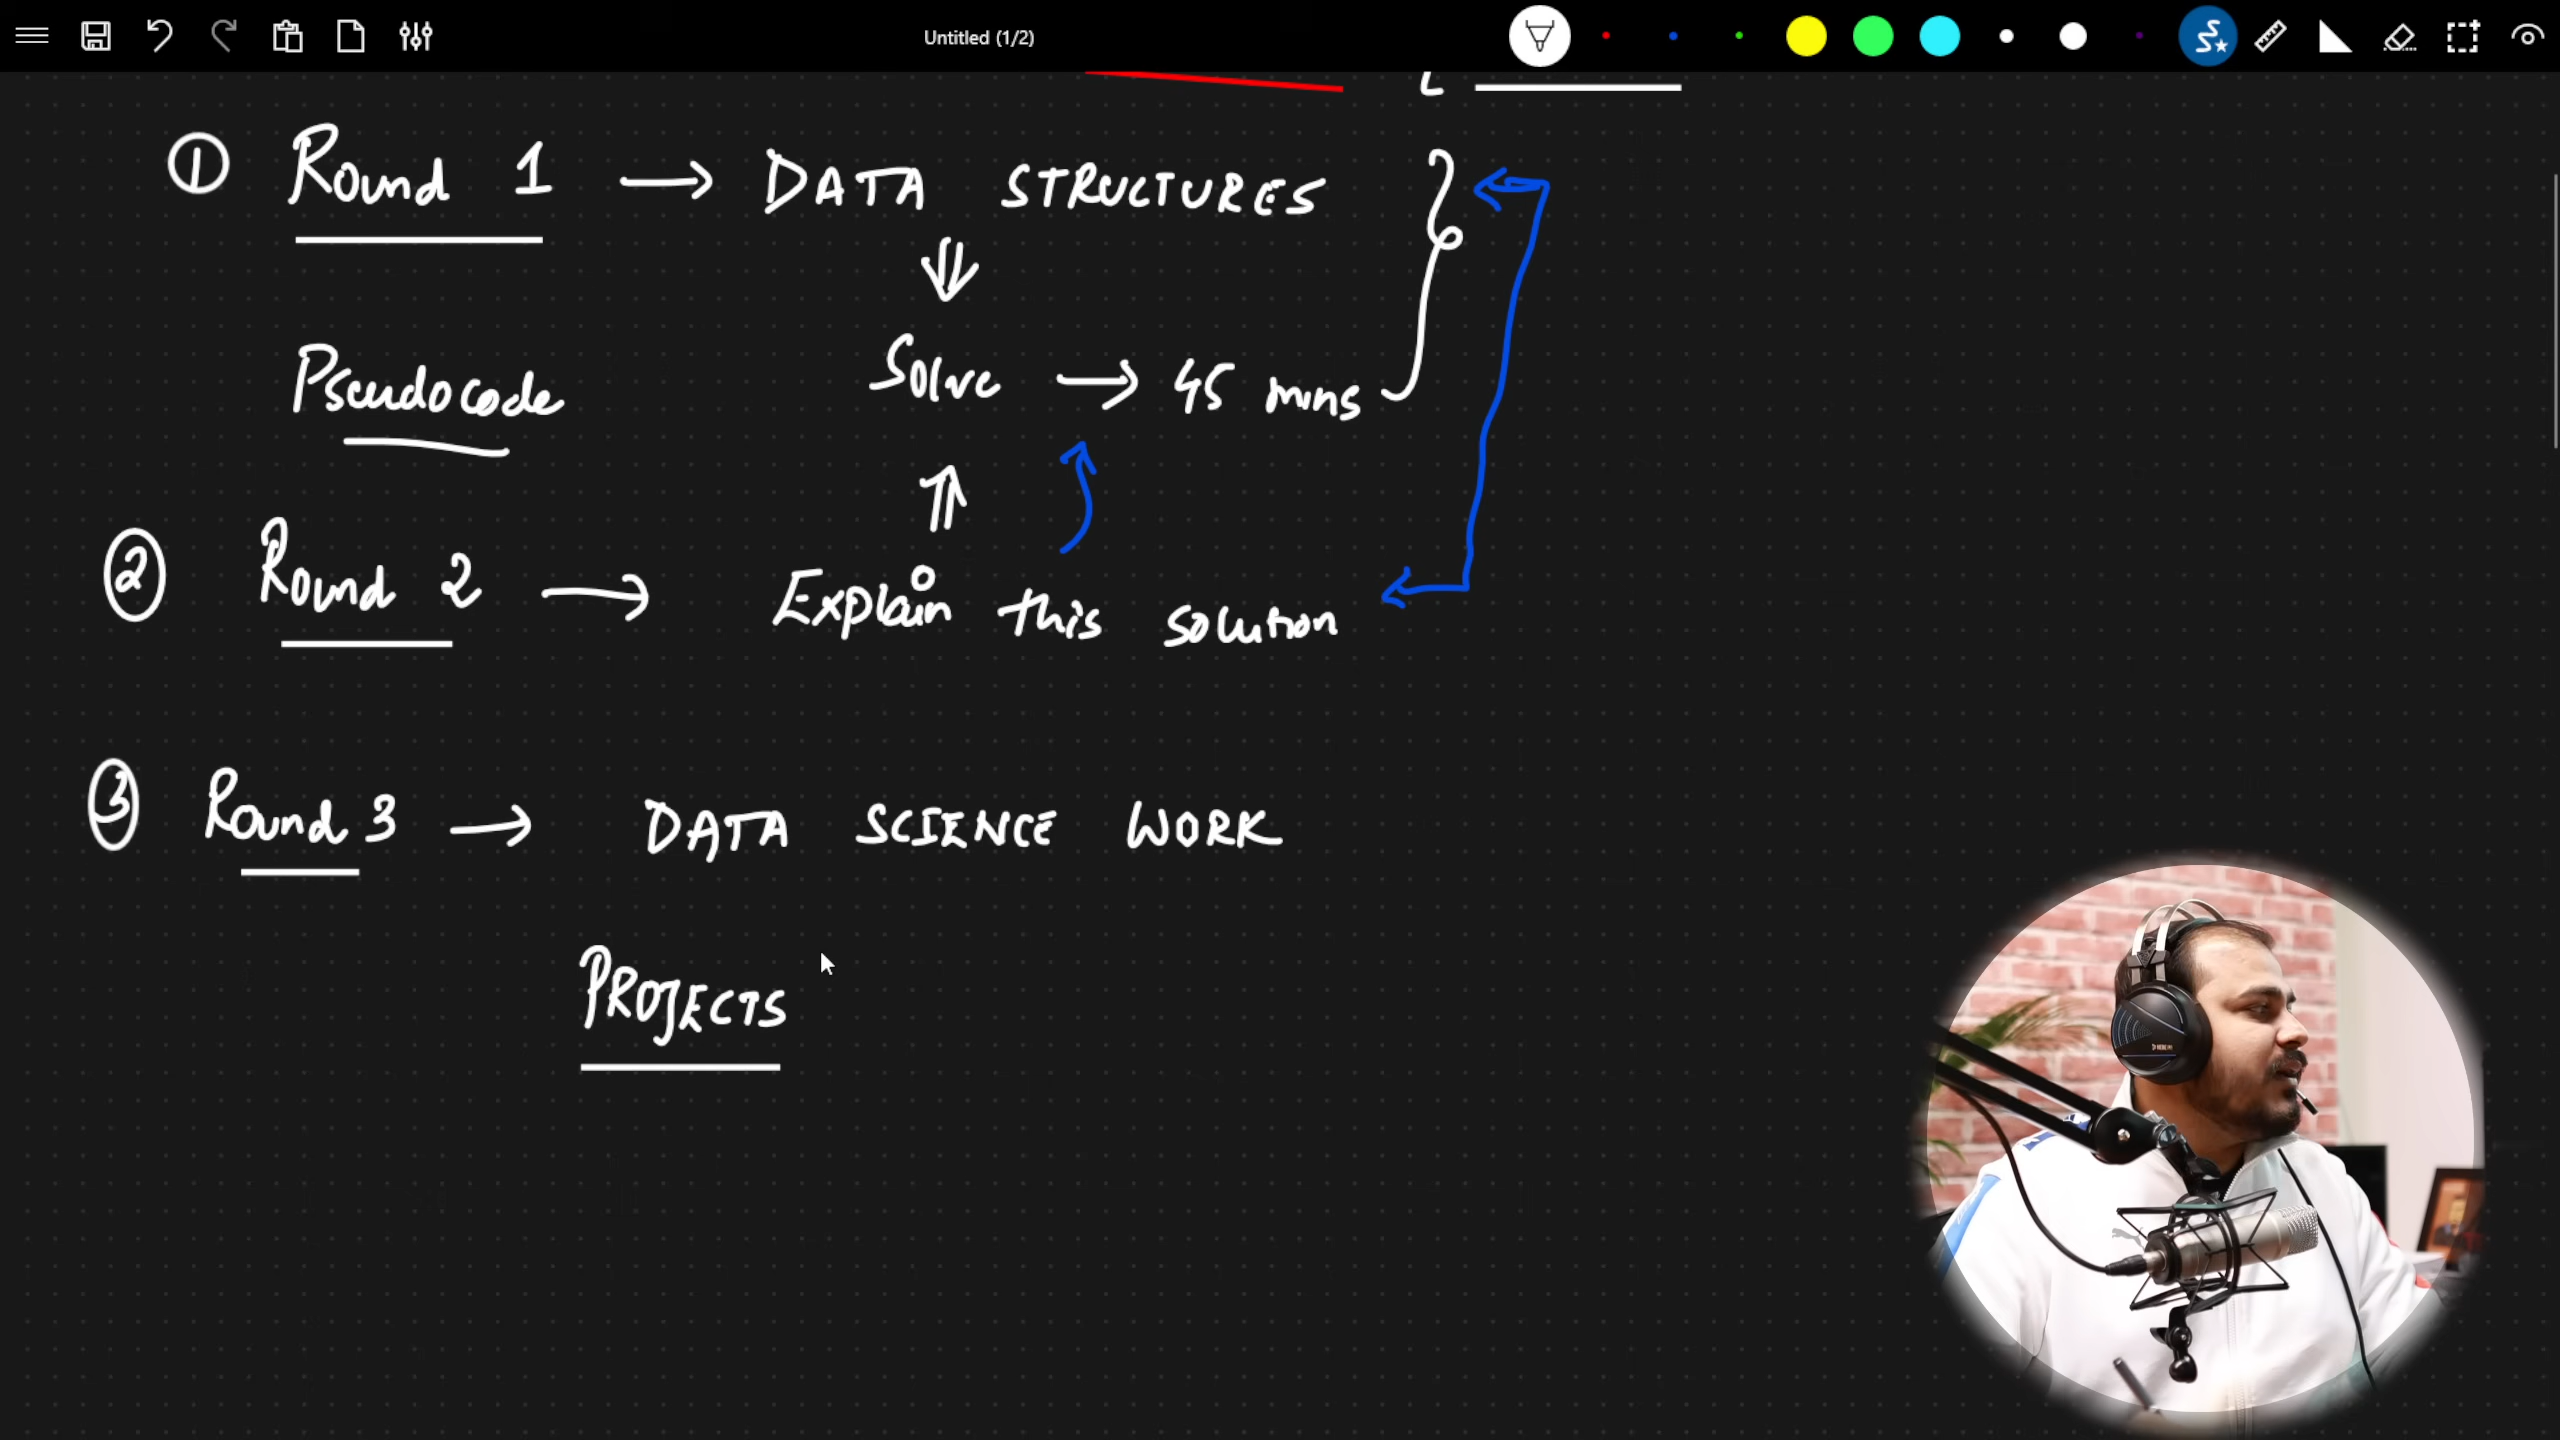 Untitled (1/2)
① Round 1 → DATA STRUCTURES
Pseudocode
Solve → 45 mins
② Round 2 → Explain this solution
③ Round 3 → DATA SCIENCE WORK
PROJECTS